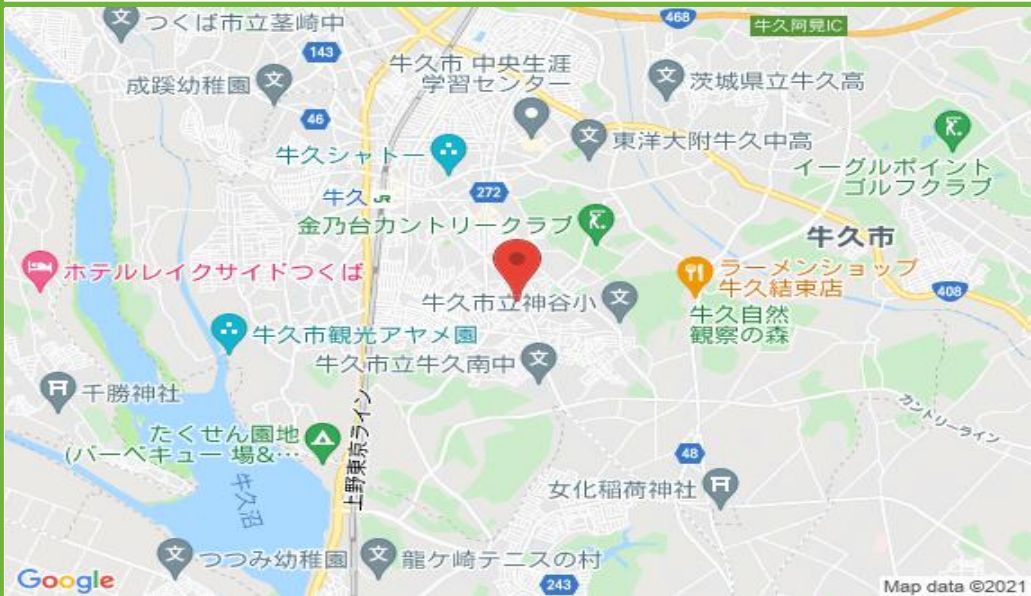 つくば市立茎崎中
468
牛久阿見IC
143
牛久市 中央生涯
学習センター
成蹊幼稚園
茨城県立牛久高
46
東洋大附牛久中高
牛久シャトー
イーグルポイント
ゴルフクラブ
牛久 JR
272
金乃台カントリークラブ
牛久市
ホテルレイクサイドつくば
ラーメンショップ
牛久結束店
408
牛久市立神谷小
牛久自然
観察の森
牛久市観光アヤメ園
牛久市立牛久南中
千勝神社
カントリーライン
たくせん園地
(バーベキュー 場&…
上野東京ライン
48
牛久沼
女化稲荷神社
つつみ幼稚園
龍ケ崎テニスの村
243
Google
Map data ©2021